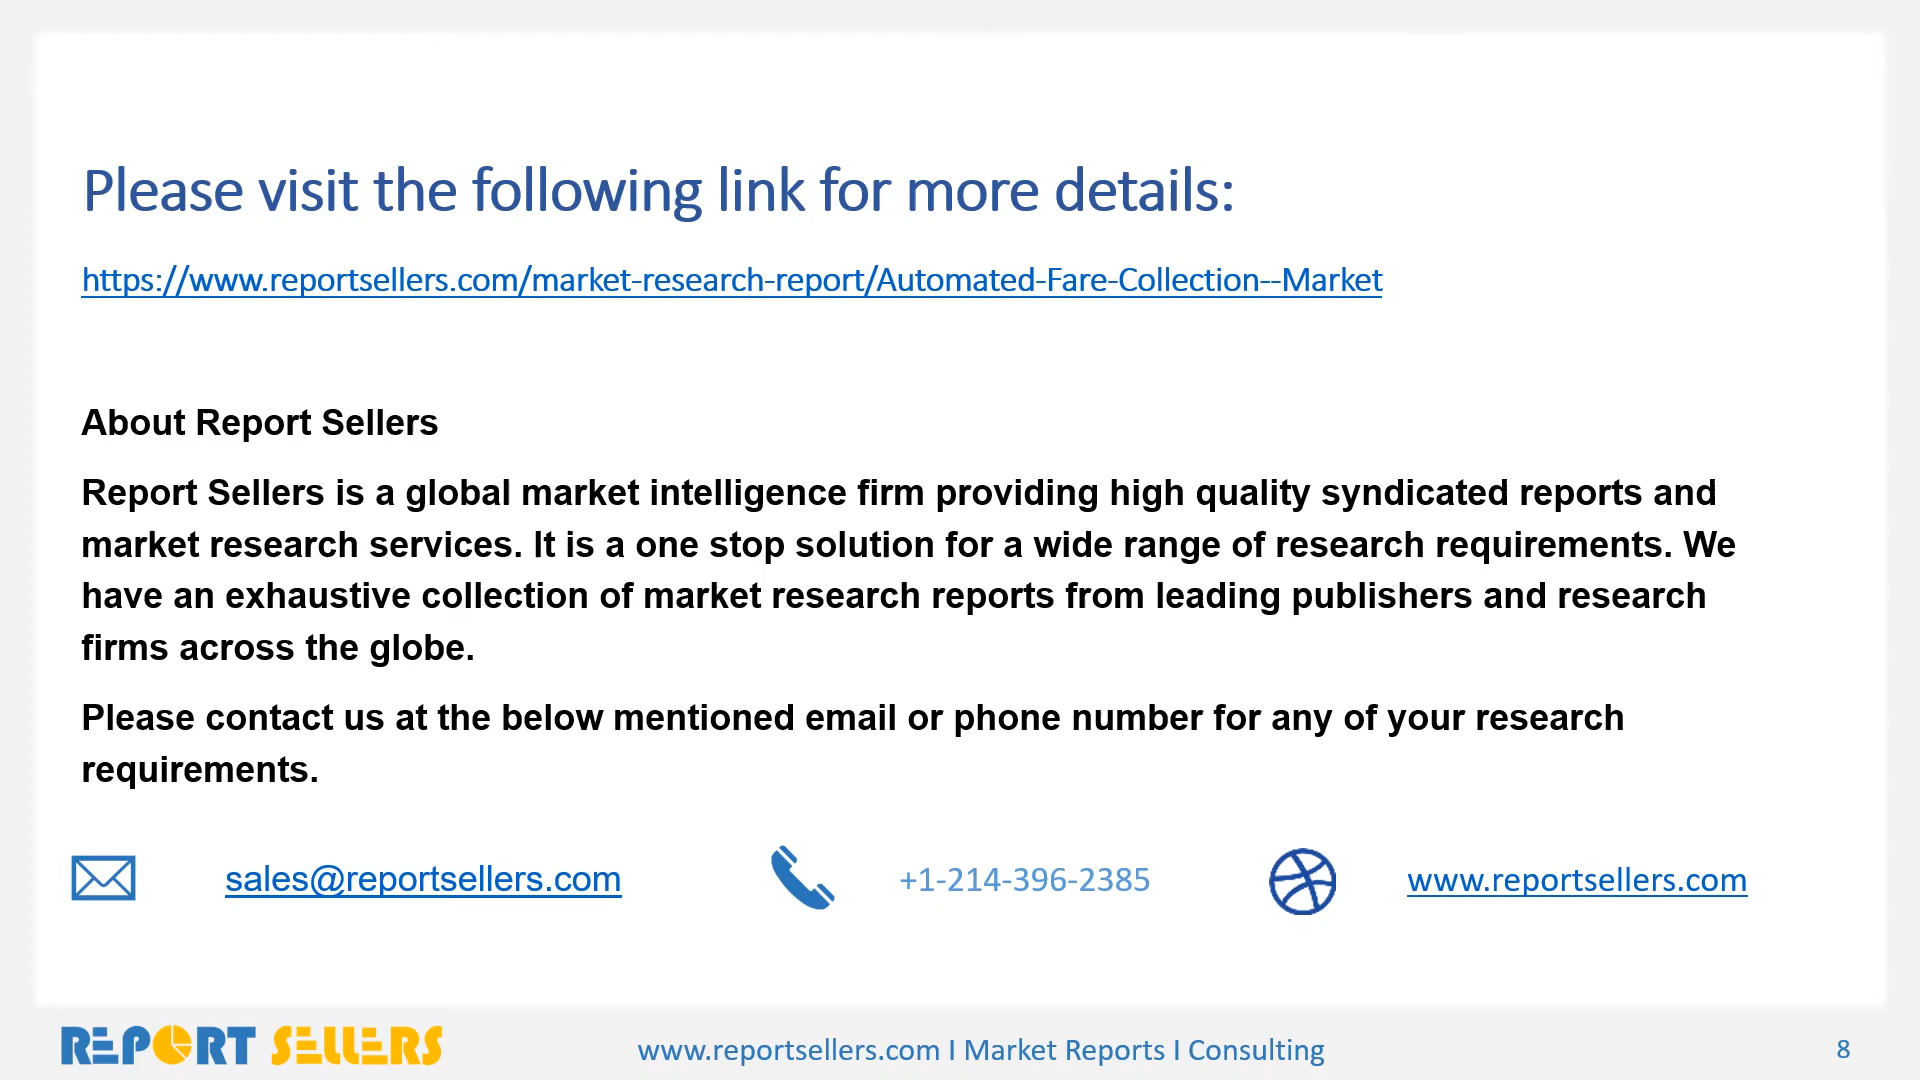 Please visit the following link for more details:
https://www.reportsellers.com/market-research-report/Automated-Fare-Collection--Market
About Report Sellers
Report Sellers is a global market intelligence firm providing high quality syndicated reports and
market research services. It is a one stop solution for a wide range of research requirements. We
have an exhaustive collection of market research reports from leading publishers and research
firms across the globe.
Please contact us at the below mentioned email or phone number for any of your research
requirements.
sales@reportsellers.com
+1-214-396-2385
www.reportsellers.com
REPORT SELLERS
www.reportsellers.com I Market Reports I Consulting
8